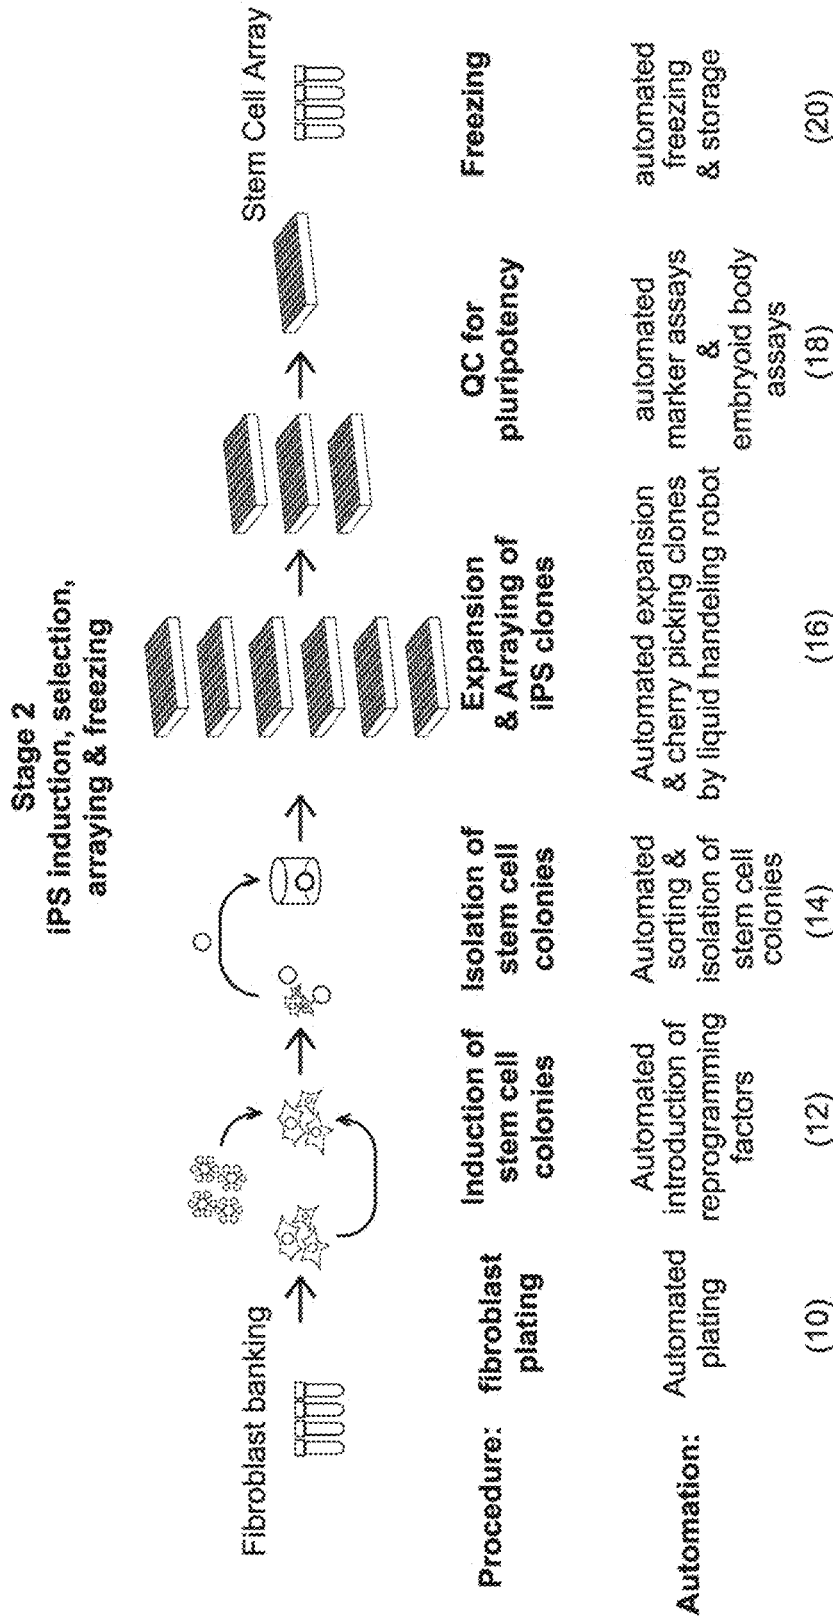 Stage 2
iPS induction, selection,
arraying & freezing
Fibroblast banking
Stem Cell Array
Procedure:
fibroblast
plating
Induction of
stem cell
colonies
Isolation of
stem cell
colonies
Expansion
& Arraying of
iPS clones
QC for
pluripotency
Freezing
Automation:
Automated
plating
Automated
introduction of
reprogramming
factors
Automated
sorting &
isolation of
stem cell
colonies
Automated expansion
& cherry picking clones
by liquid handeling robot
automated
marker assays
&
embryoid body
assays
automated
freezing
& storage
(10)
(12)
(14)
(16)
(18)
(20)